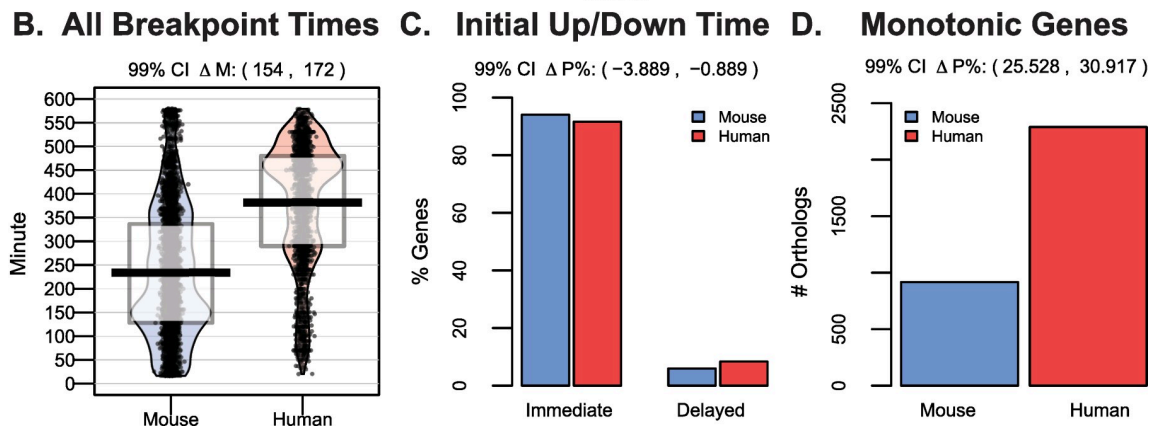 B. All Breakpoint Times
99% CI Δ M: ( 154 , 172 )
Minute
600
550
500
450
400
350
300
250
200
150
100
50
0
Mouse
Human
C. Initial Up/Down Time
99% CI Δ P%: ( −3.889 , −0.889 )
% Genes
100
80
60
40
20
0
Mouse
Human
Immediate
Delayed
D. Monotonic Genes
99% CI Δ P%: ( 25.528 , 30.917 )
# Orthologs
2500
1500
500
0
Mouse
Human
Mouse
Human